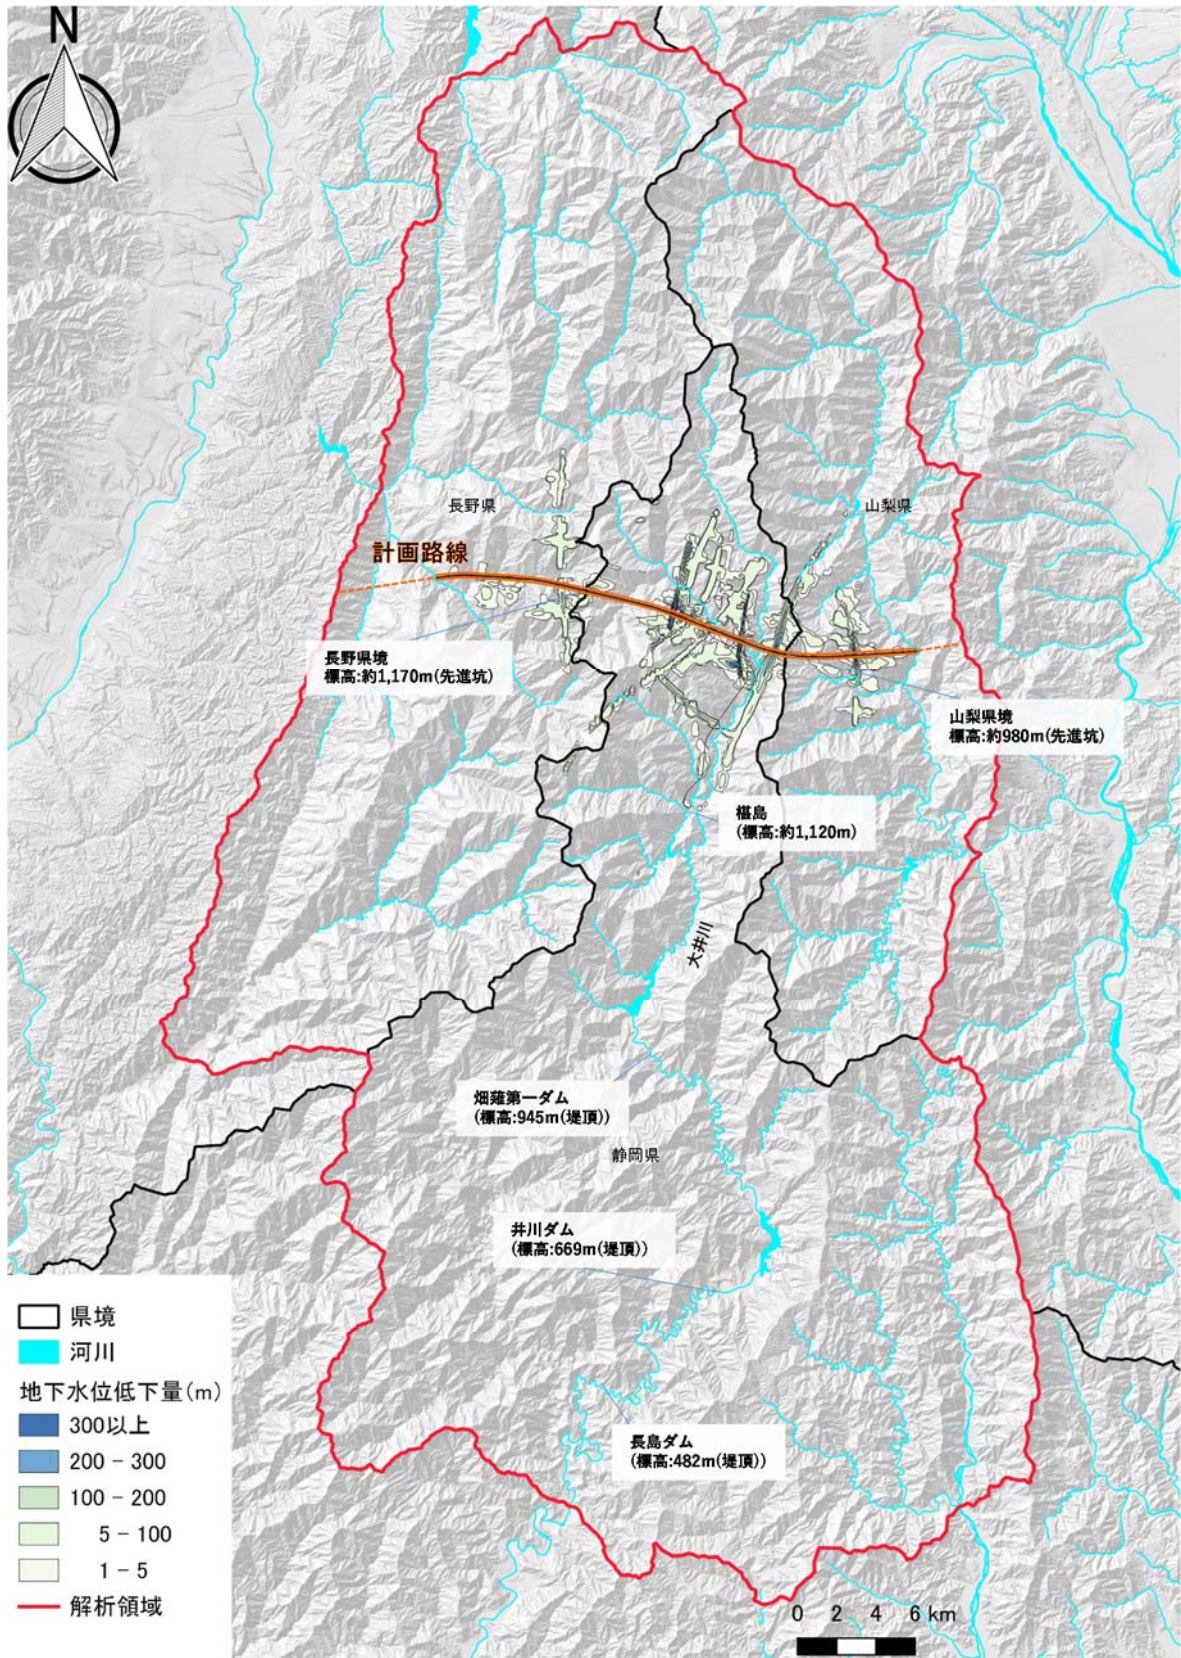 N
長野県
山梨県
計画路線
長野県境
標高:約1,170m(先進坑)
山梨県境
標高:約980m(先進坑)
椹島
(標高:約1,120m)
大井川
畑薙第一ダム
(標高:945m(堤頂))
静岡県
井川ダム
(標高:669m(堤頂))
長島ダム
(標高:482m(堤頂))
県境
河川
地下水位低下量(m)
300以上
200 - 300
100 - 200
5 - 100
1 - 5
解析領域
0 2 4 6 km